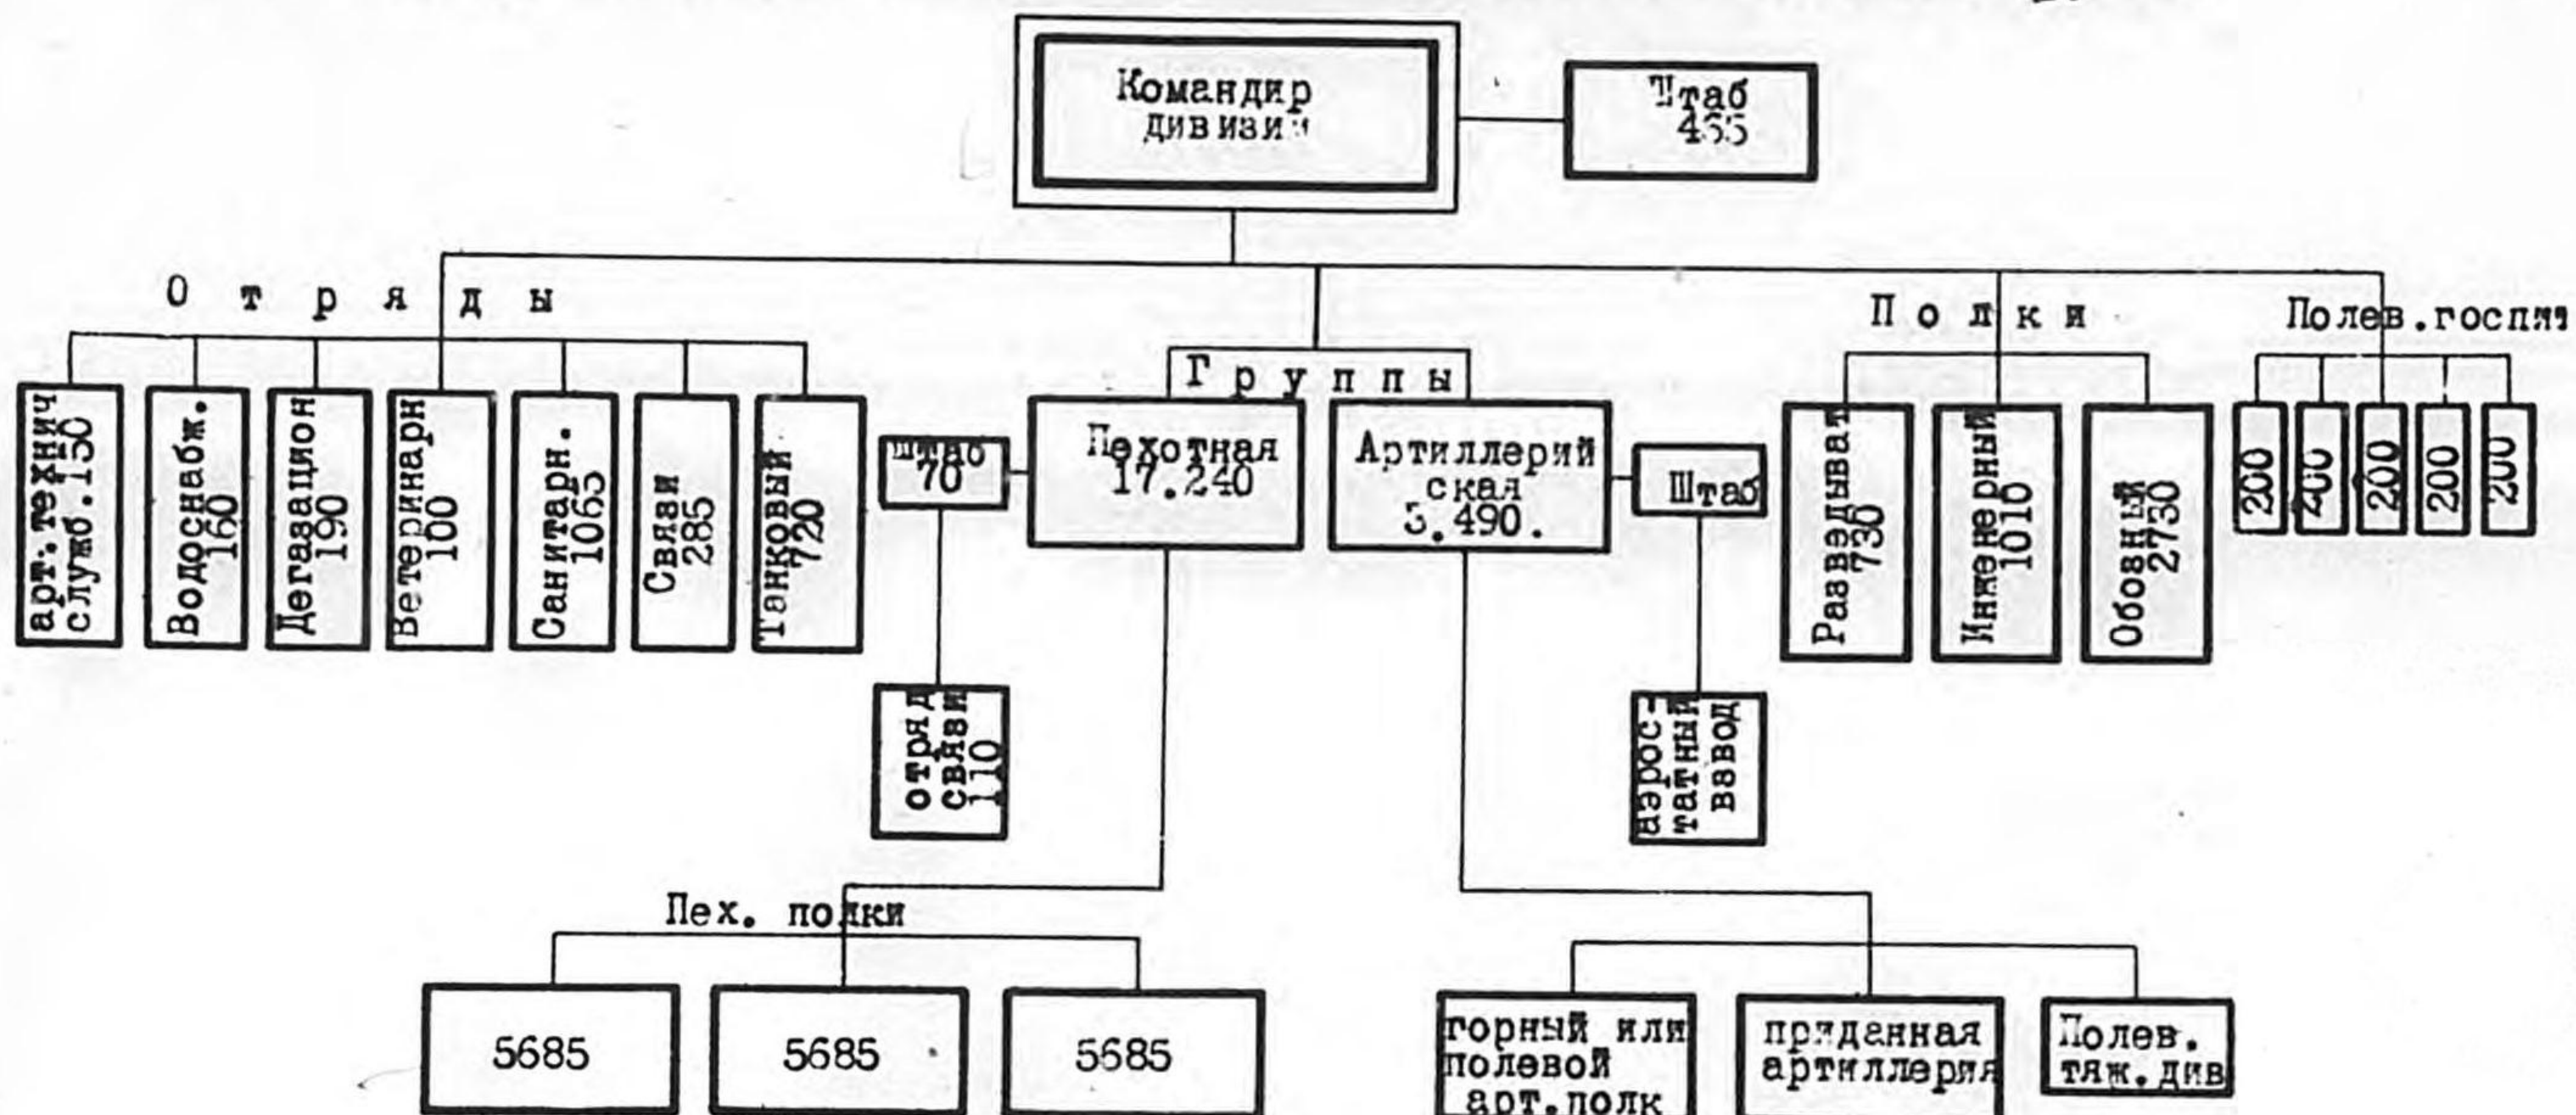 Командир
дивизии
Штаб
О т р я д ы
П о л к и
Г р у п п ы
арт.технич
служб.150
Водоснабж.
160
Дегазацион
190
Ветеринарн
100
Санитарн.
1065
Связи
285
Танковый
720
штаб
70
Пехотная
17.240
Артиллерий
ская
3.490.
Штаб
Разведыват
730
Инженерный
1010
Обозный
2730
Полев.госпит
200
200
200
200
200
отряд
связи
110
аэрос-
татный
взвод
Пех. полки
5685
5685
5685
горный или
полевой
арт.полк
приданная
артиллерия
Полев.
тяж.див